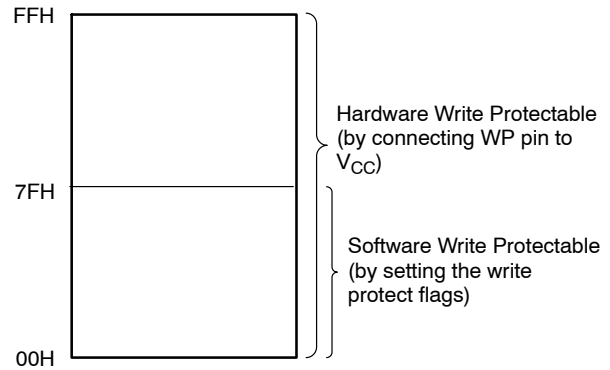 FFH
Hardware Write Protectable
(by connecting WP pin to
VCC)
7FH
Software Write Protectable
(by setting the write
protect flags)
00H